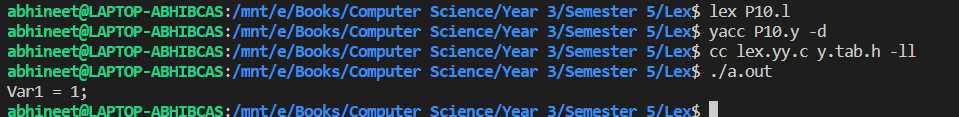 abhineet@LAPTOP-ABHIBCAS:/mnt/e/Books/Computer Science/Year 3/Semester 5/Lex$ lex P10.l
abhineet@LAPTOP-ABHIBCAS:/mnt/e/Books/Computer Science/Year 3/Semester 5/Lex$ yacc P10.y -d
abhineet@LAPTOP-ABHIBCAS:/mnt/e/Books/Computer Science/Year 3/Semester 5/Lex$ cc lex.yy.c y.tab.h -ll
abhineet@LAPTOP-ABHIBCAS:/mnt/e/Books/Computer Science/Year 3/Semester 5/Lex$ ./a.out
Var1 = 1;
abhineet@LAPTOP-ABHIBCAS:/mnt/e/Books/Computer Science/Year 3/Semester 5/Lex$